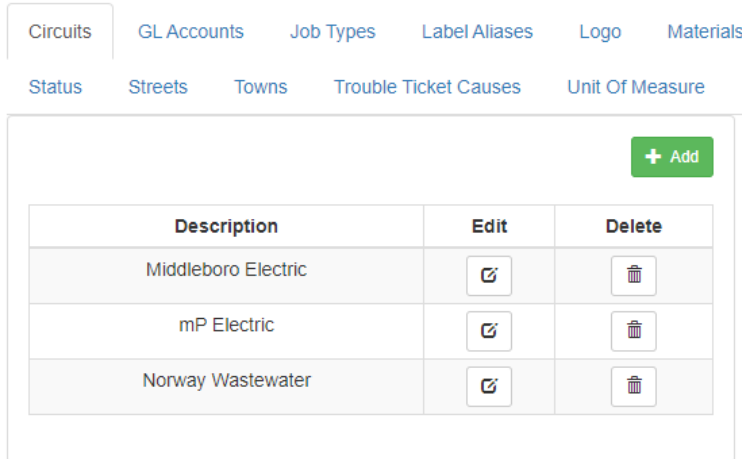 Circuits GL Accounts Job Types Label Aliases Logo Materials
Status Streets Towns Trouble Ticket Causes Unit Of Measure
Add
Description Edit Delete
Middleboro Electric
mP Electric
Norway Wastewater